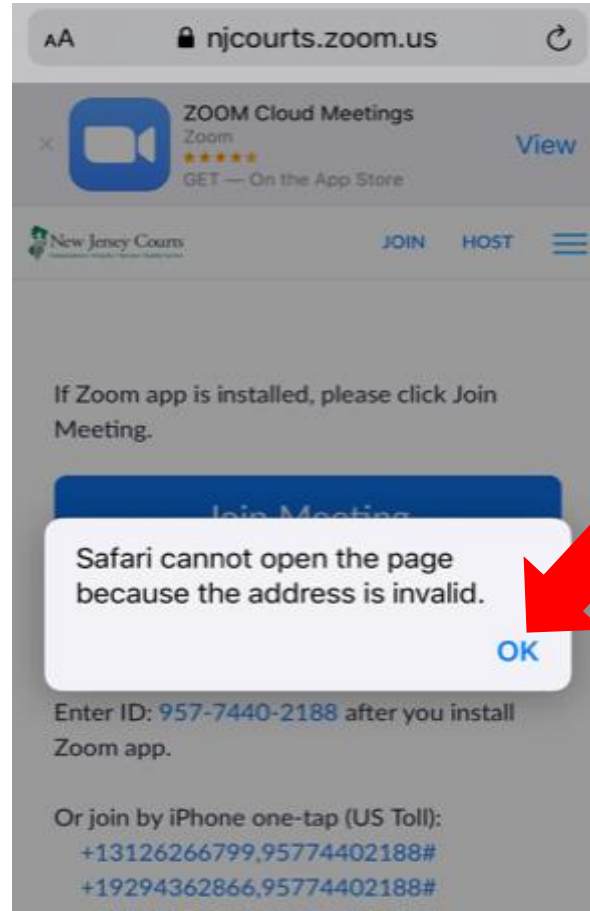 AA njcourts.zoom.us
ZOOM Cloud Meetings
Zoom
View
GET — On the App Store
New Jersey Courts
JOIN HOST
If Zoom app is installed, please click Join
Meeting.
Join Meeting
Safari cannot open the page
because the address is invalid.
OK
Enter ID: 957-7440-2188 after you install
Zoom app.
Or join by iPhone one-tap (US Toll):
+13126266799,95774402188#
+19294362866,95774402188#